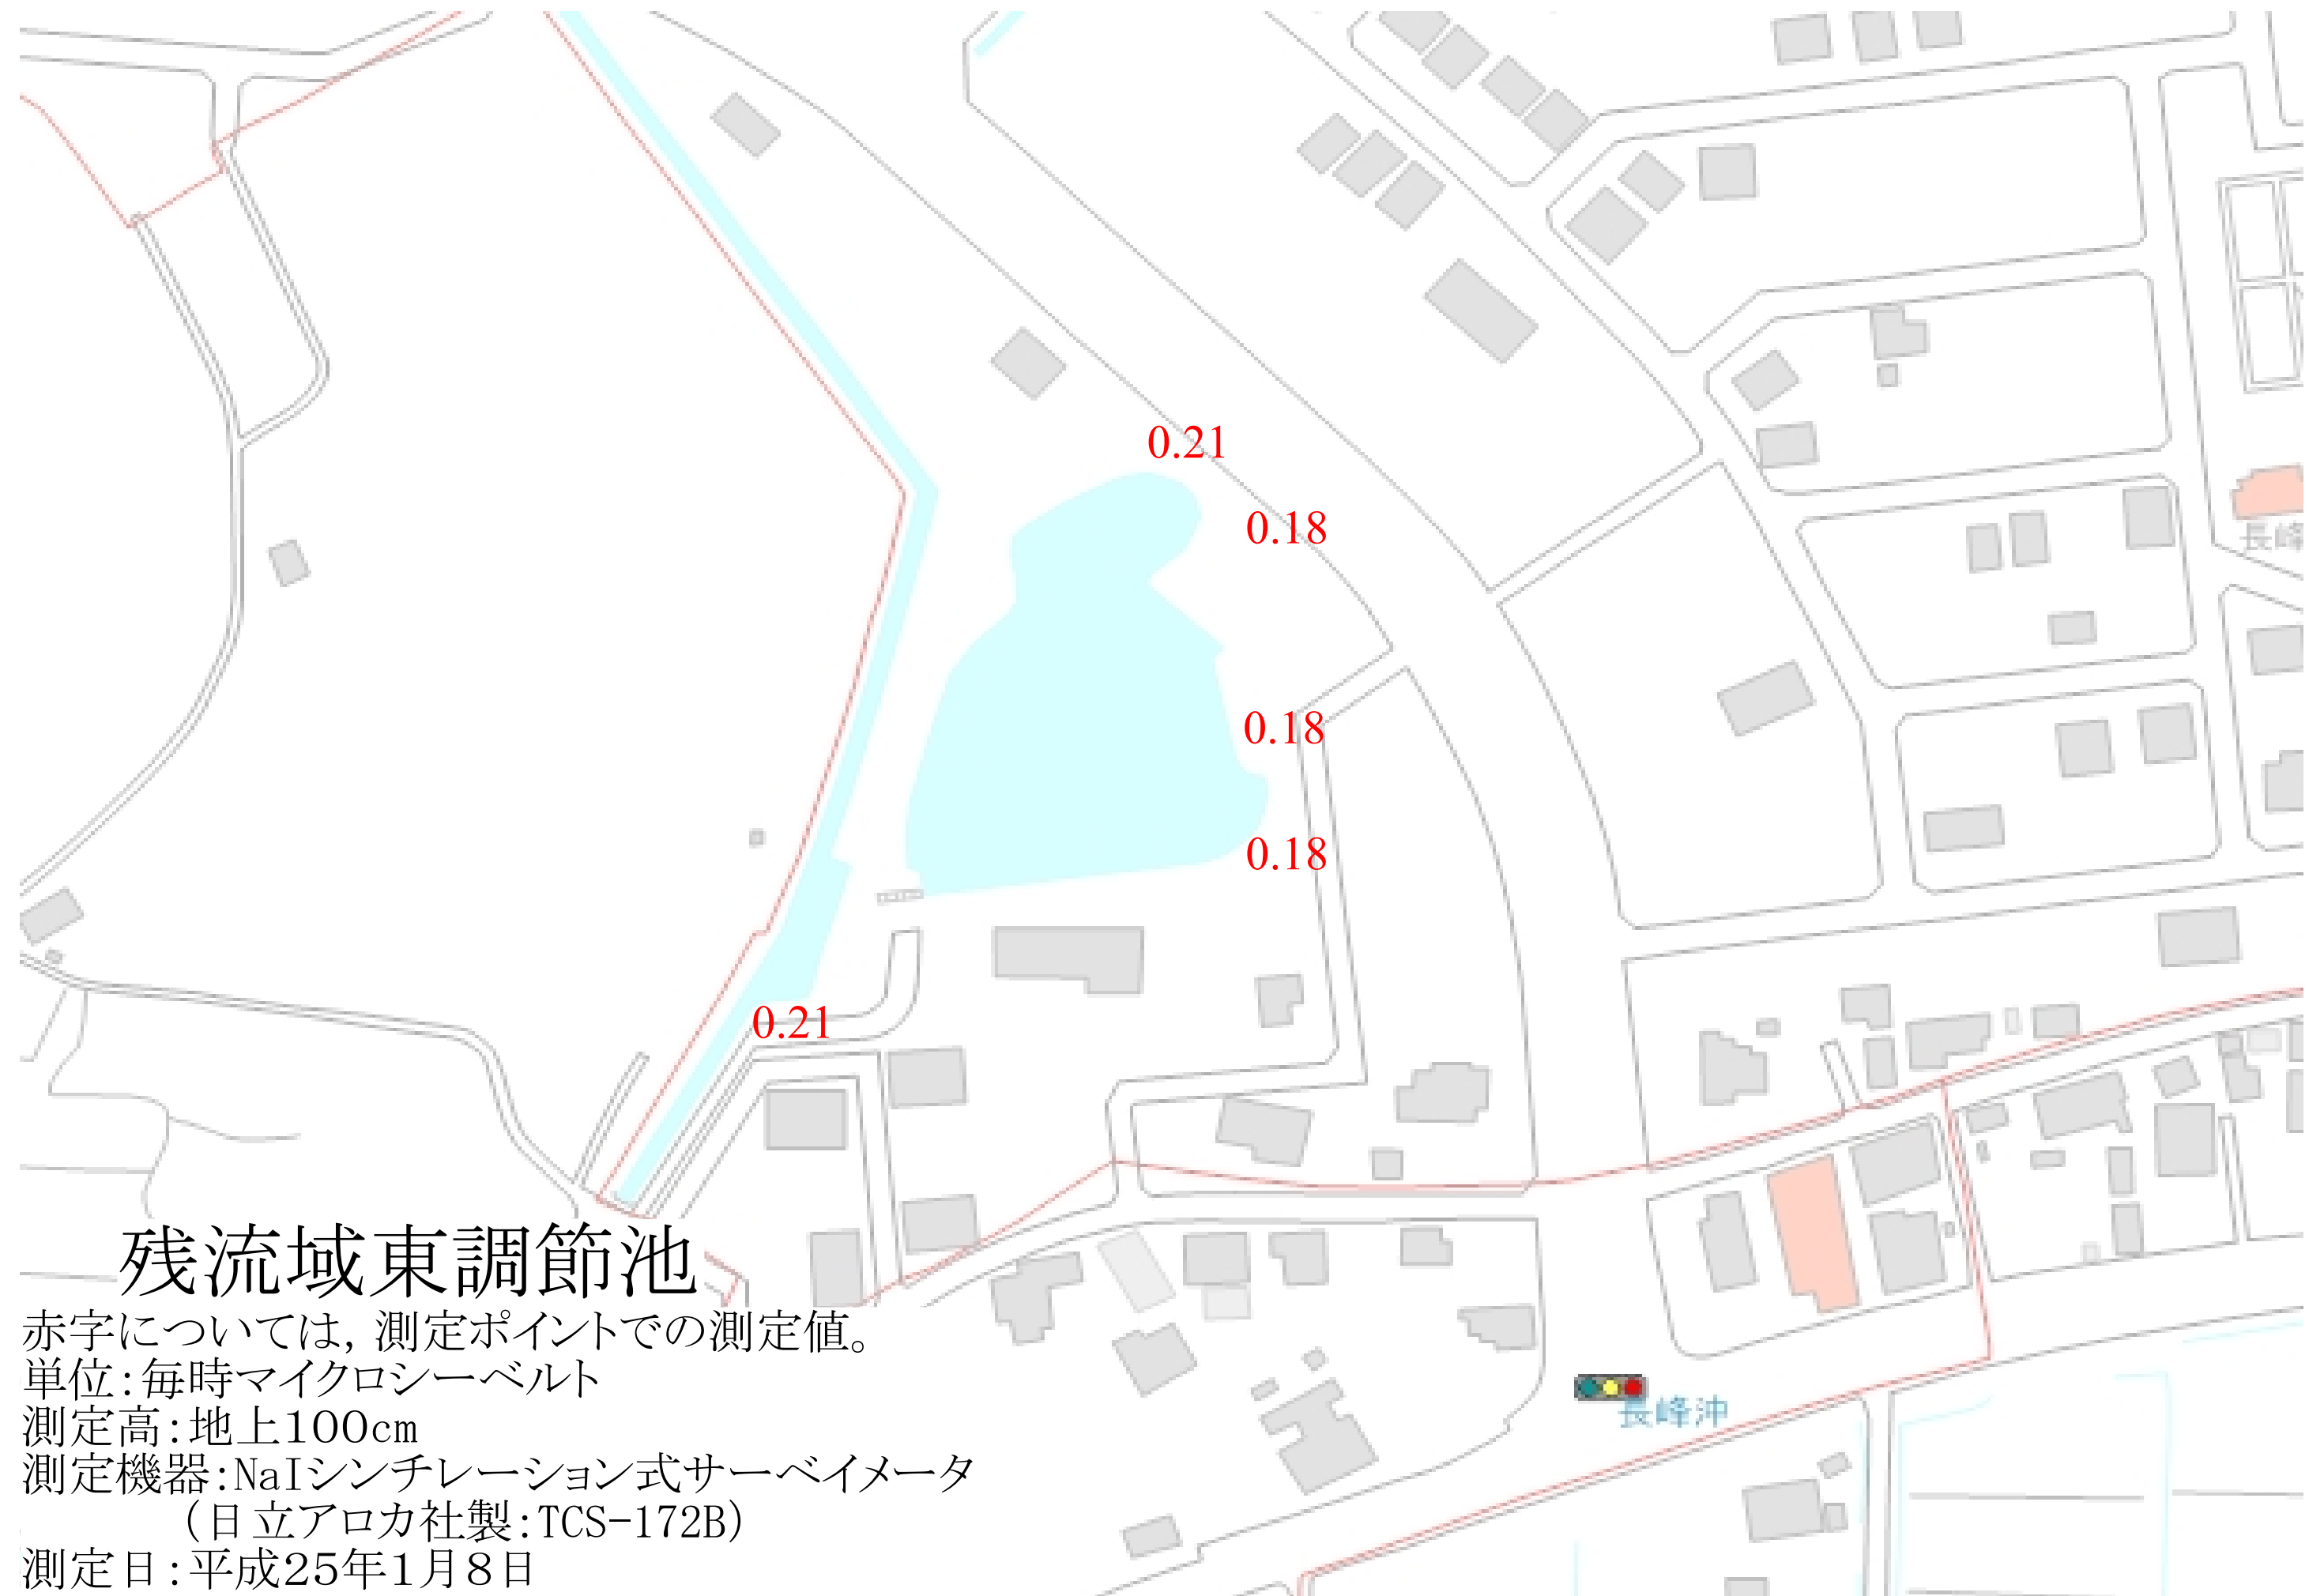 0.21
0.18
0.18
0.18
0.21
長峰
長峰沖
残流域東調節池
赤字については，測定ポイントでの測定値。
単位：毎時マイクロシーベルト
測定高：地上１００ｃｍ
測定機器：NaIシンチレーション式サーベイメータ
（日立アロカ社製：TCS-172B）
測定日：平成２５年１月８日